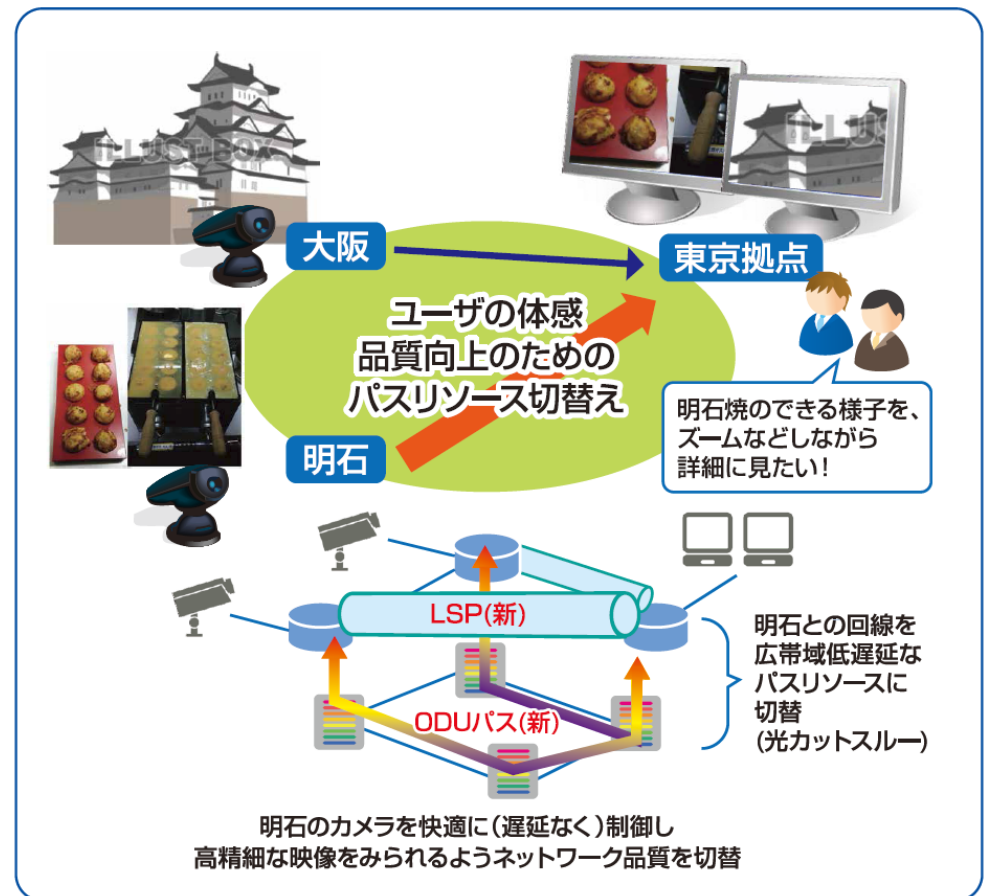 ILLUST BOX
ILLUS
大阪
東京拠点
ユーザの体感
品質向上のための
パスリソース切替え
明石
明石焼のできる様子を、
ズームなどしながら
詳細に見たい！
LSP(新)
ODUパス(新)
明石との回線を
広帯域低遅延な
パスリソースに
切替
(光カットスルー)
明石のカメラを快適に(遅延なく)制御し
高精細な映像をみられるようネットワーク品質を切替